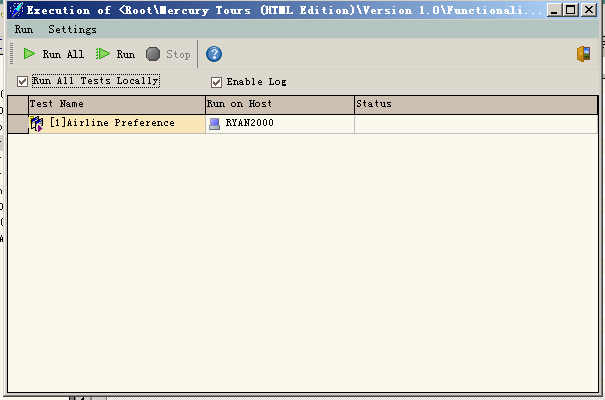 Execution of <Root\Mercury Tours (HTML Edition)\Version 1.0\Functionali...
Run Settings
Run All Run Stop ?
Run All Tests Locally Enable Log
Test Name Run on Host Status
[1]Airline Preference RYAN2000